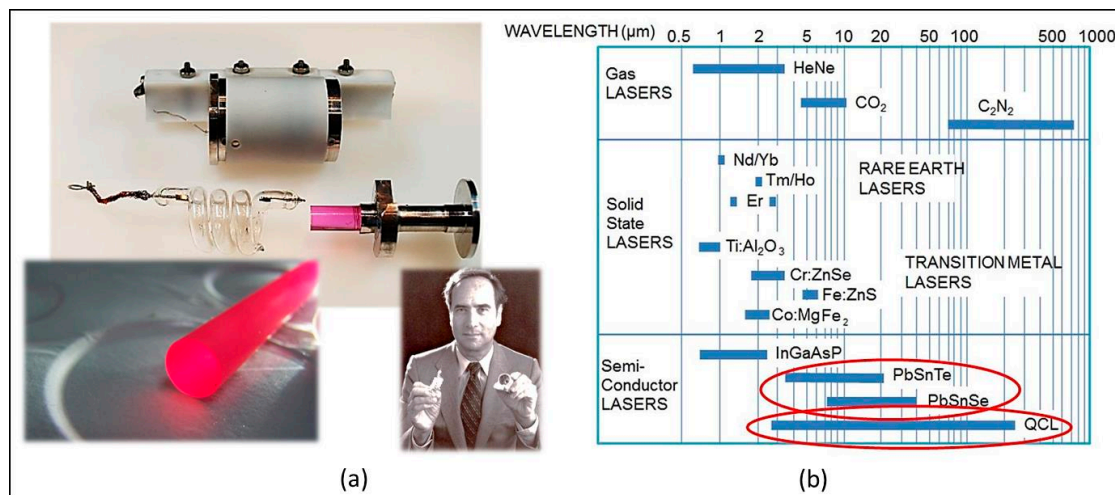 WAVELENGTH (µm)
0.5 1 2 5 10 20 50 100 500 1000
Gas
LASERS
HeNe
CO₂
C₂N₂
Solid
State
LASERS
Nd/Yb
Tm/Ho
Er
RARE EARTH
LASERS
Ti:Al₂O₃
Cr:ZnSe
Fe:ZnS
Co:MgFe₂
TRANSITION METAL
LASERS
Semi-
Conductor
LASERS
InGaAsP
PbSnTe
PbSnSe
QCL
(a)
(b)